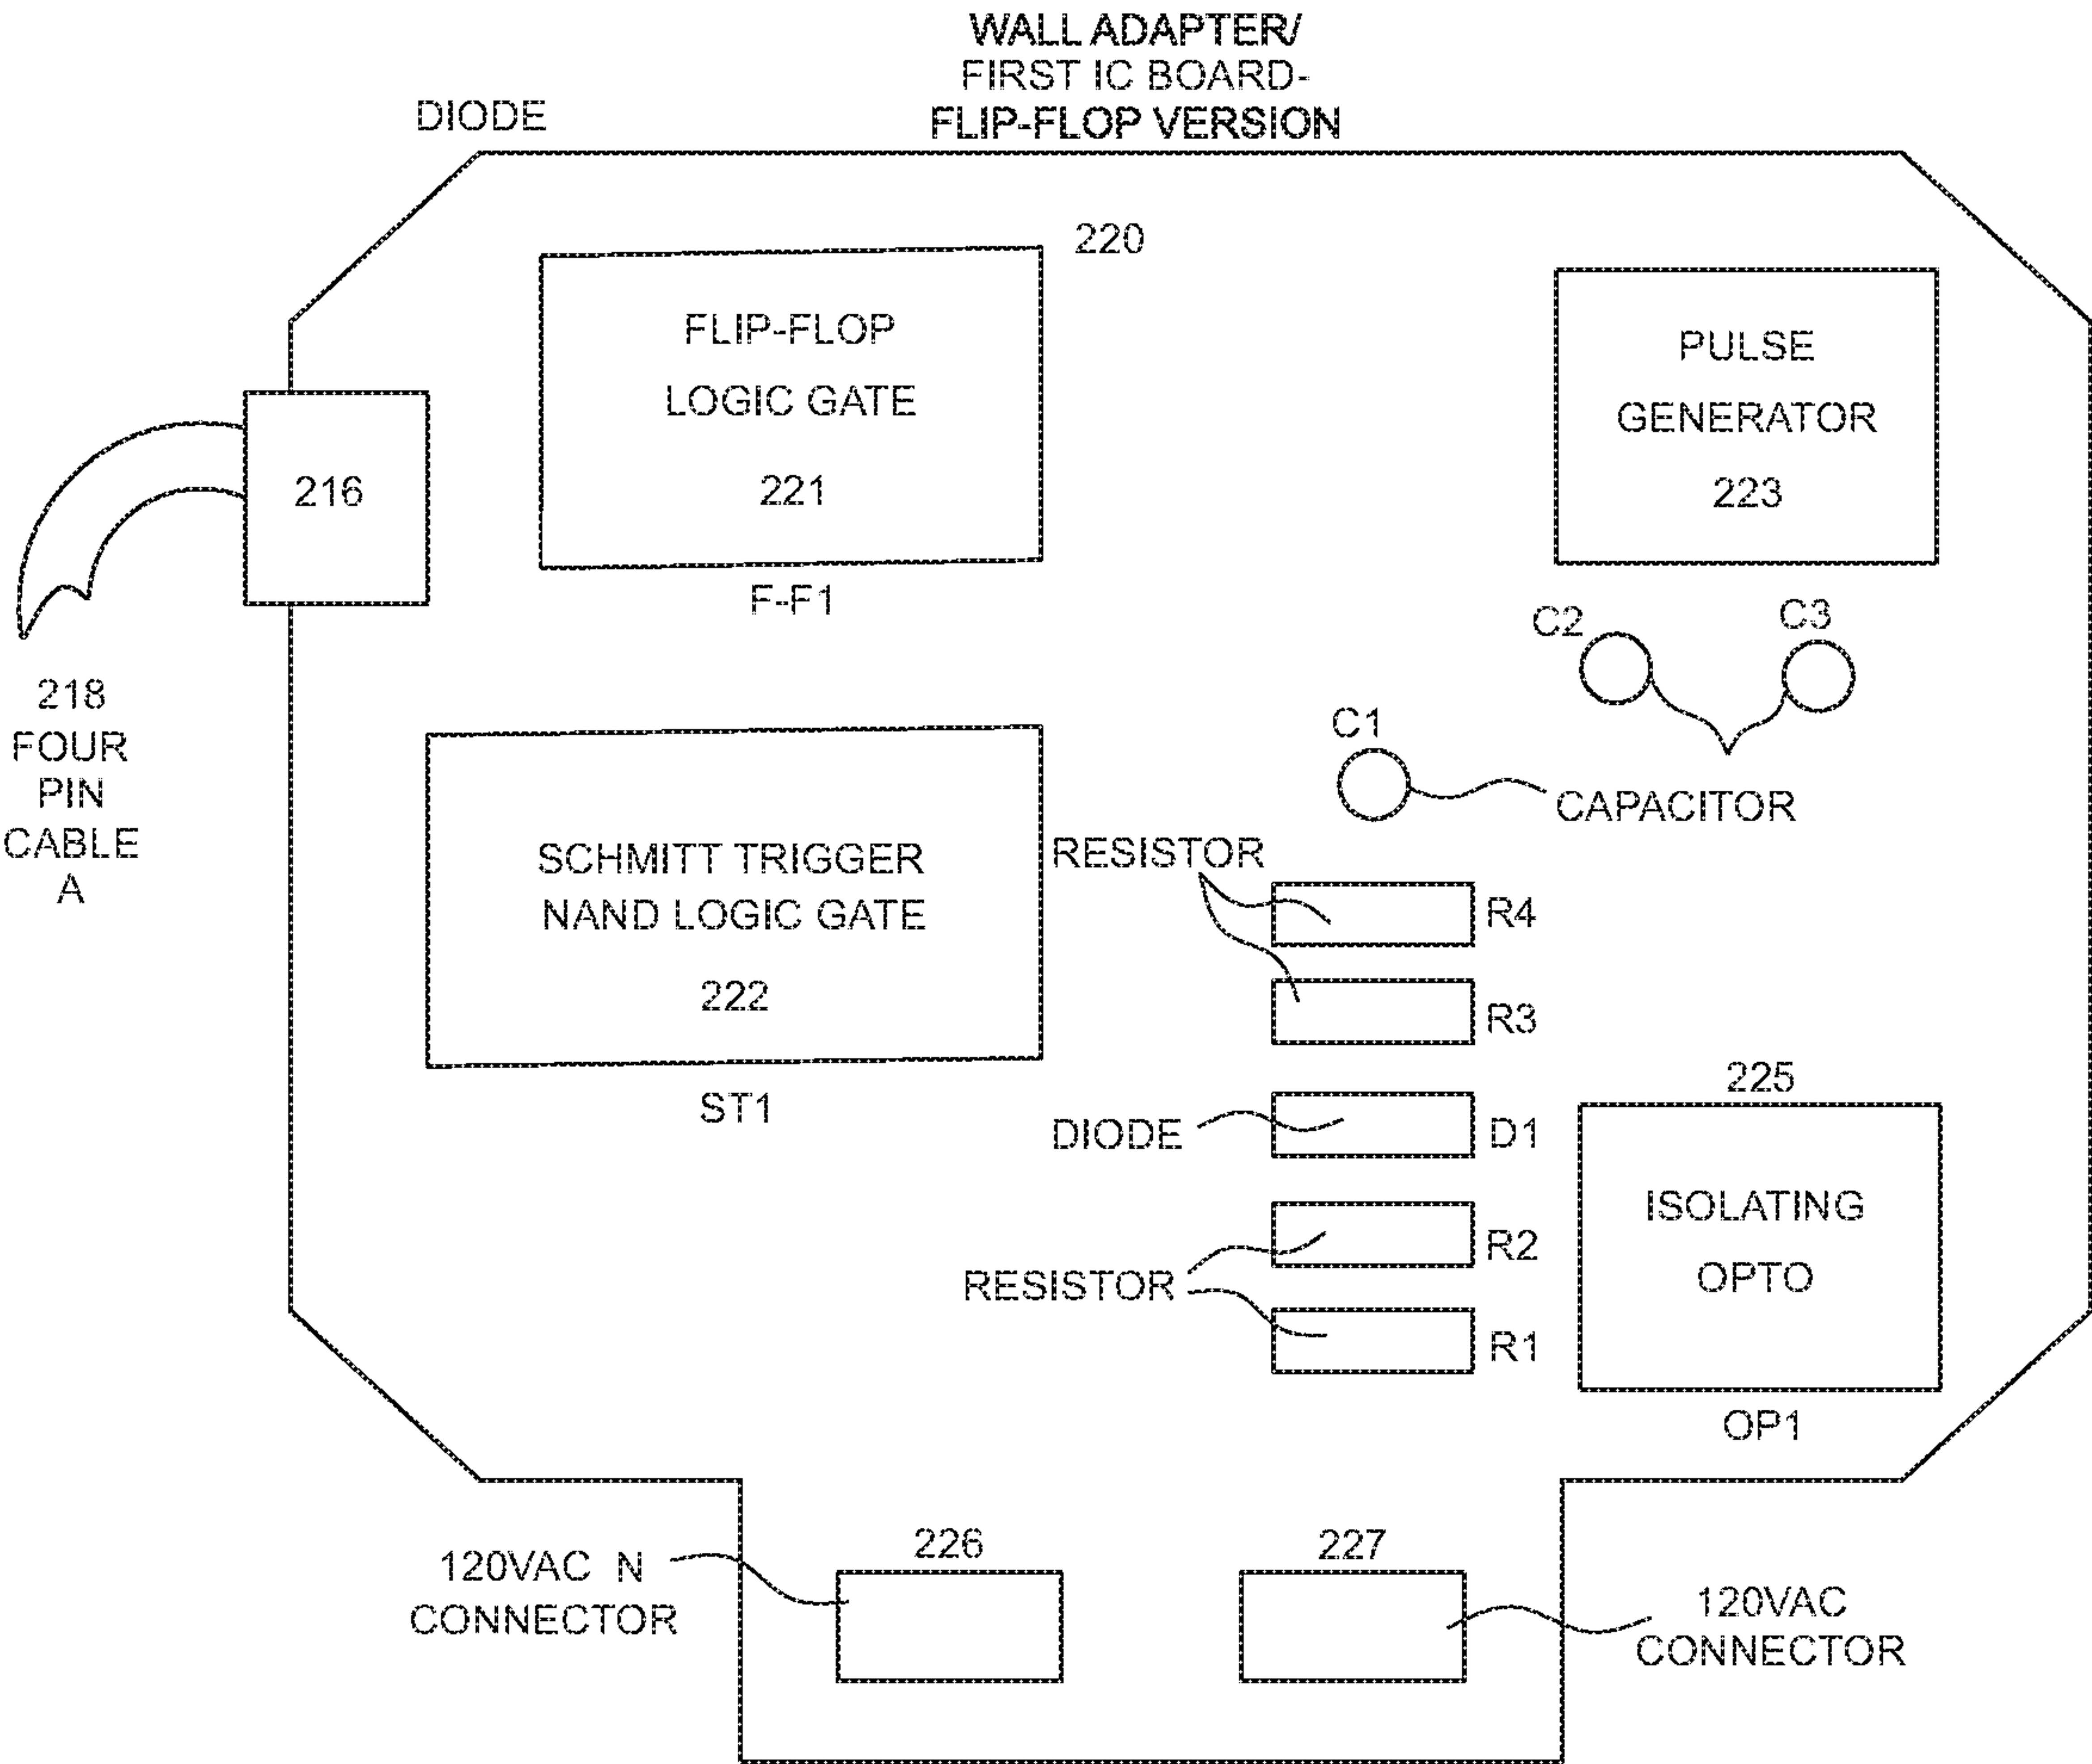 WALL ADAPTER/
FIRST IC BOARD-
FLIP-FLOP VERSION
DIODE
220
FLIP-FLOP
LOGIC GATE
221
F-F1
PULSE
GENERATOR
223
216
218
FOUR
PIN
CABLE
A
C2
C3
C1
CAPACITOR
SCHMITT TRIGGER
NAND LOGIC GATE
222
ST1
RESISTOR
R4
R3
DIODE
D1
R2
RESISTOR
R1
225
ISOLATING
OPTO
OP1
120VAC N
CONNECTOR
226
227
120VAC
CONNECTOR